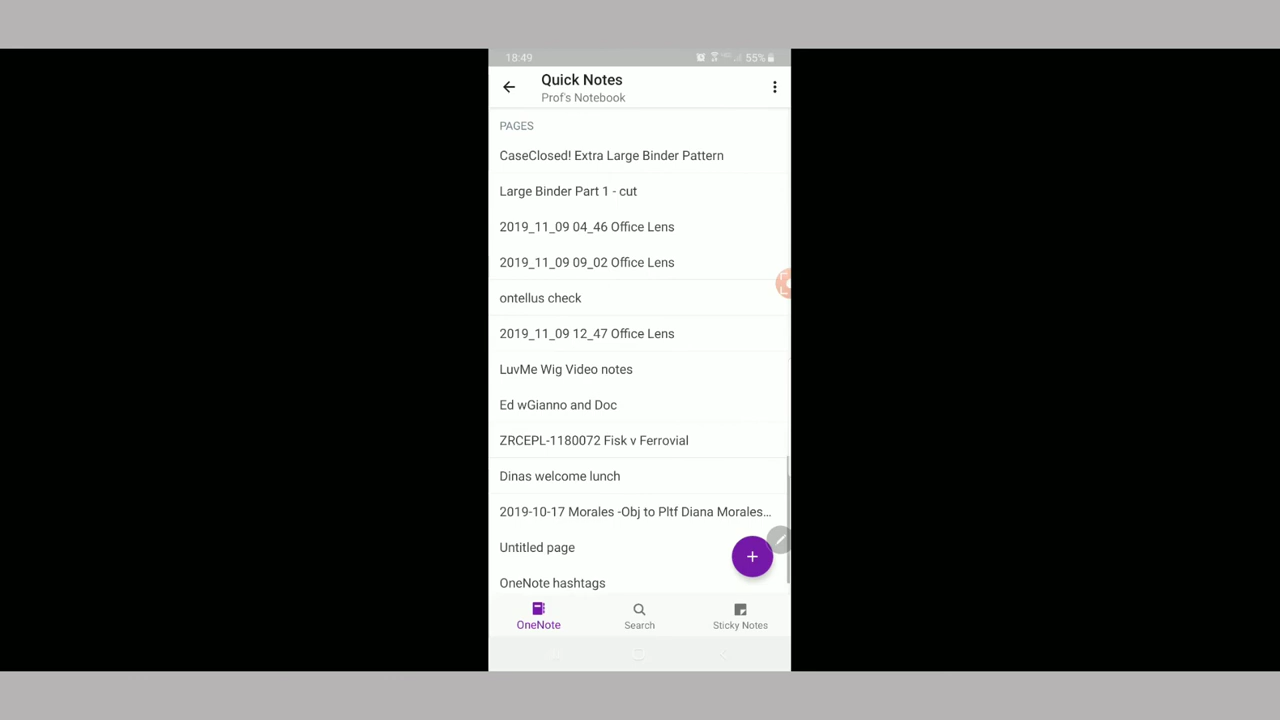 18:49
55%
Quick Notes
Prof's Notebook
PAGES
CaseClosed! Extra Large Binder Pattern
Large Binder Part 1 - cut
2019_11_09 04_46 Office Lens
2019_11_09 09_02 Office Lens
ontellus check
2019_11_09 12_47 Office Lens
LuvMe Wig Video notes
Ed wGianno and Doc
ZRCEPL-1180072 Fisk v Ferrovial
Dinas welcome lunch
2019-10-17 Morales -Obj to Pltf Diana Morales...
Untitled page
OneNote hashtags
OneNote
Search
Sticky Notes